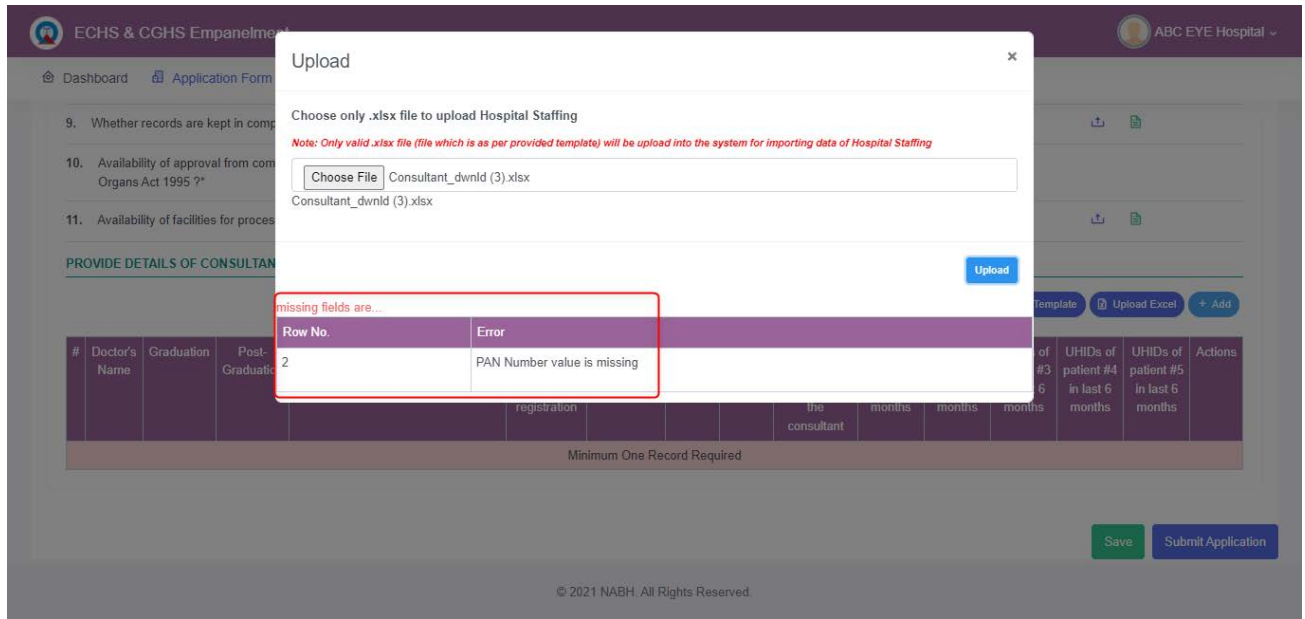 ECHS & CGHS Empanelment
ABC EYE Hospital
Dashboard
Application Form
Upload
×
Choose only .xlsx file to upload Hospital Staffing
Note: Only valid .xlsx file (file which is as per provided template) will be upload into the system for importing data of Hospital Staffing
Choose File Consultant_dwnld (3).xlsx
Consultant_dwnld (3).xlsx
Upload
missing fields are...
Row No. Error
2 PAN Number value is missing
9. Whether records are kept in comp
10. Availability of approval from com
Organs Act 1995 ?*
11. Availability of facilities for proces
PROVIDE DETAILS OF CONSULTAN
Template
Upload Excel
+ Add
# Doctor's Graduation Post- of UHIDs of UHIDs of Actions
Name Graduatio #3 patient #4 patient #5
6 in last 6 in last 6
registration the months months months months months
consultant
Minimum One Record Required
Save
Submit Application
© 2021 NABH. All Rights Reserved.